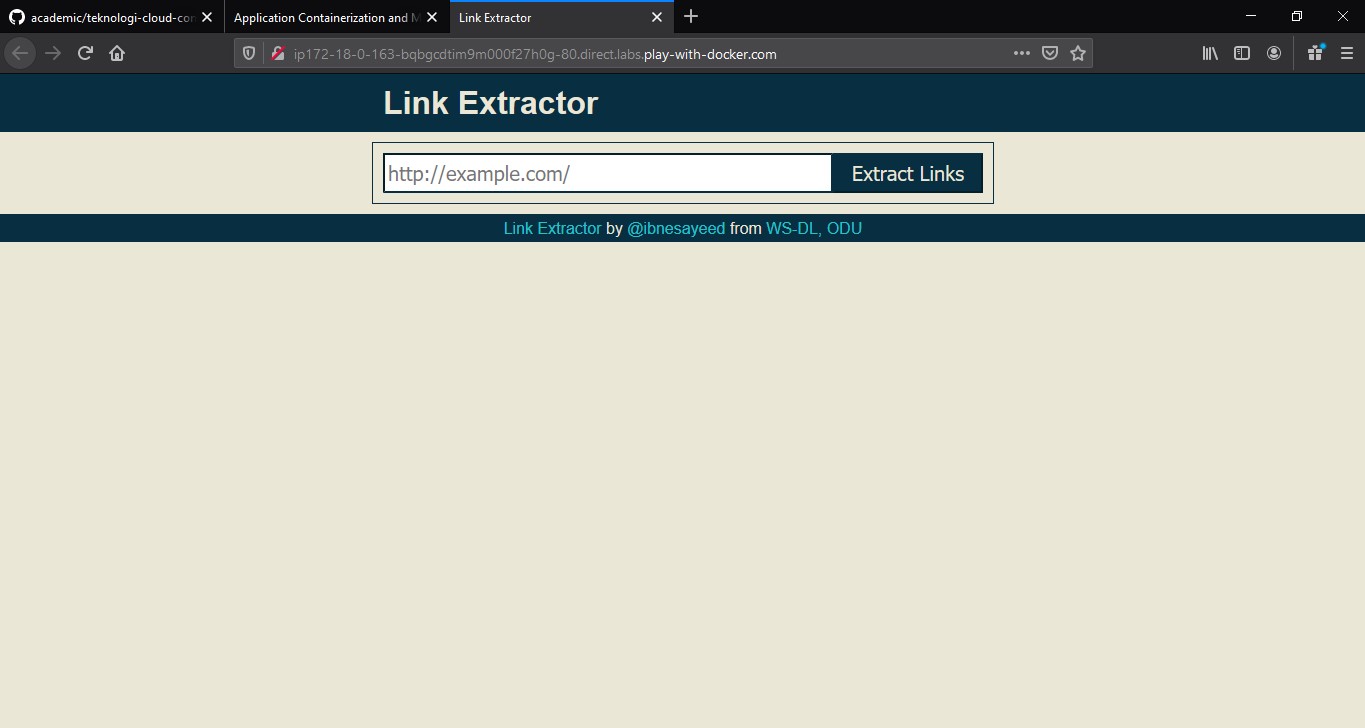 academic/teknologi-cloud-con
Application Containerization and M
Link Extractor
ip172-18-0-163-bqbgcdtim9m000f27h0g-80.direct.labs.play-with-docker.com
Link Extractor
http://example.com/
Extract Links
Link Extractor by @ibnesayeed from WS-DL, ODU